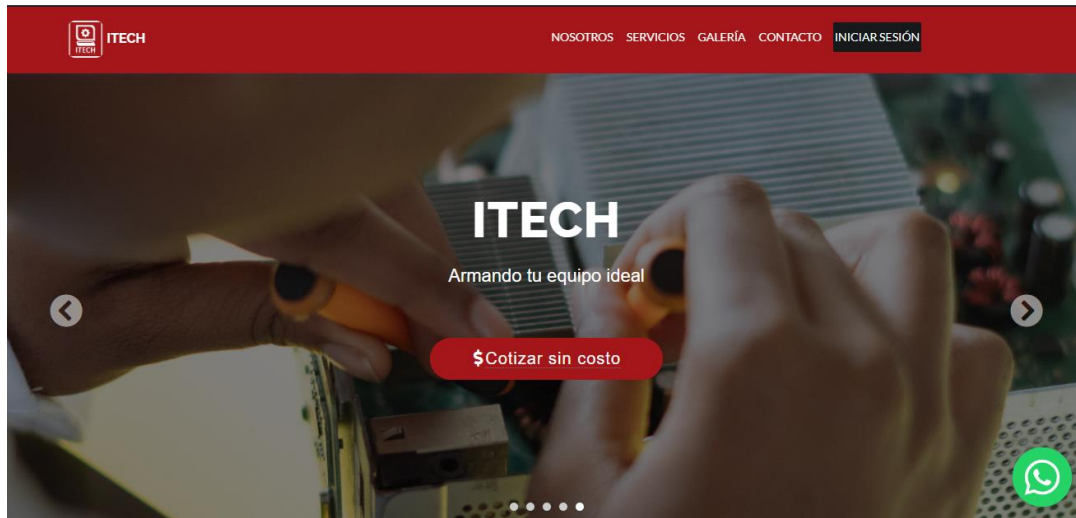 ITECH
ITECH
NOSOTROS SERVICIOS GALERÍA CONTACTO INICIAR SESIÓN
ITECH
Armando tu equipo ideal
$Cotizar sin costo